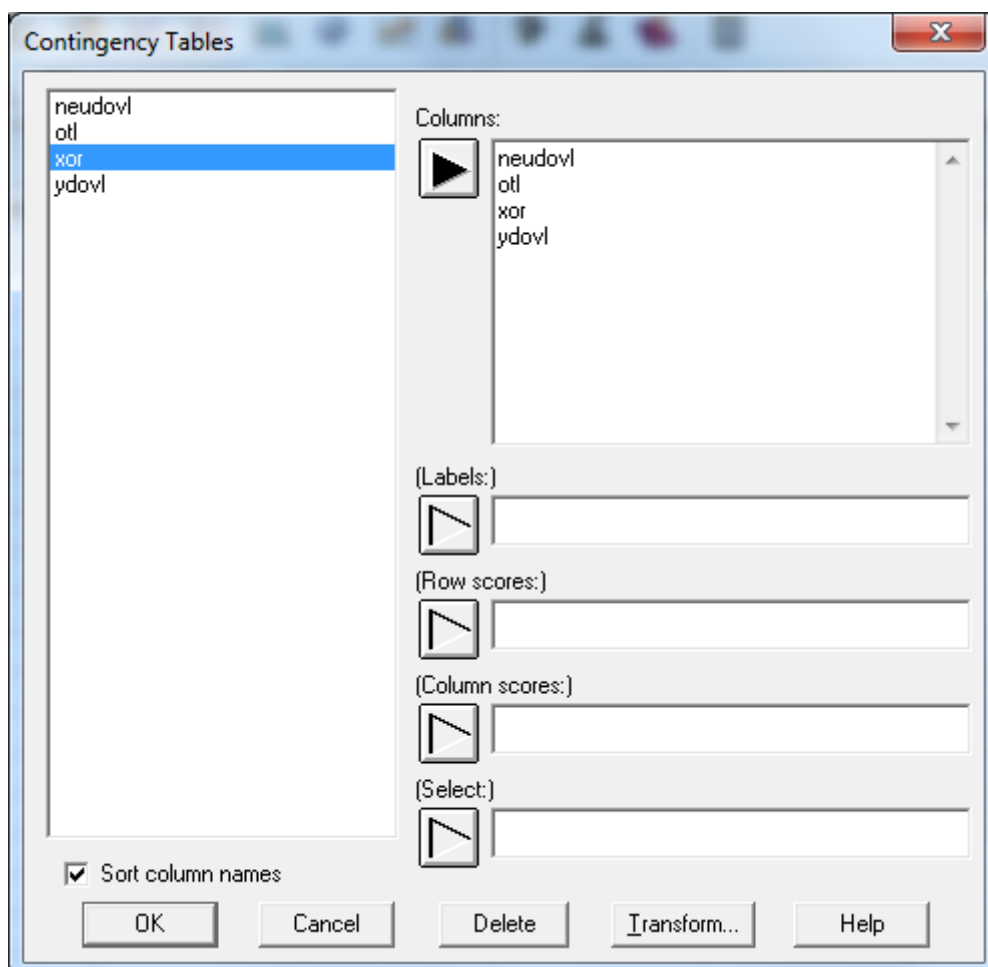 Contingency Tables
neudovl
otl
xor
ydovl
Columns:
neudovl
otl
xor
ydovl
(Labels:)
(Row scores:)
(Column scores:)
(Select:)
Sort column names
OK
Cancel
Delete
Transform...
Help